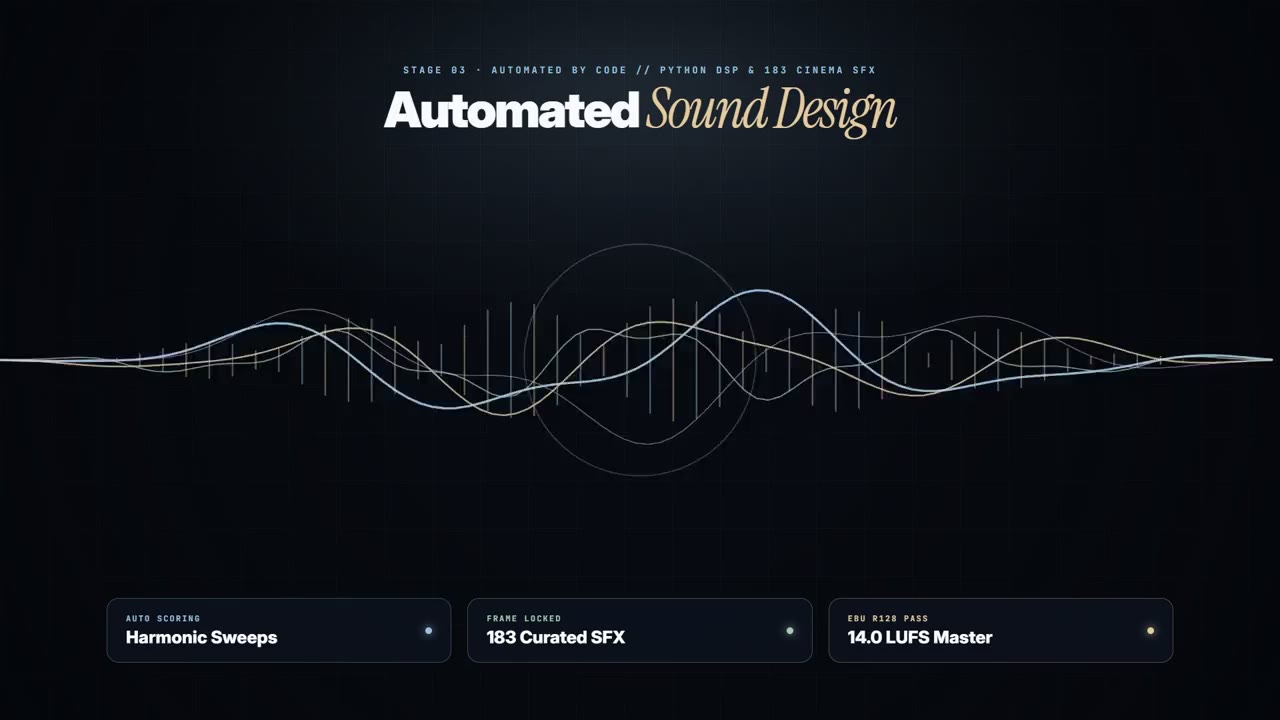 STAGE 03 · AUTOMATED BY CODE // PYTHON DSP & 183 CINEMA SFX
Automated Sound Design
AUTO SCORING
Harmonic Sweeps
FRAME LOCKED
183 Curated SFX
EBU R128 PASS
14.0 LUFS Master